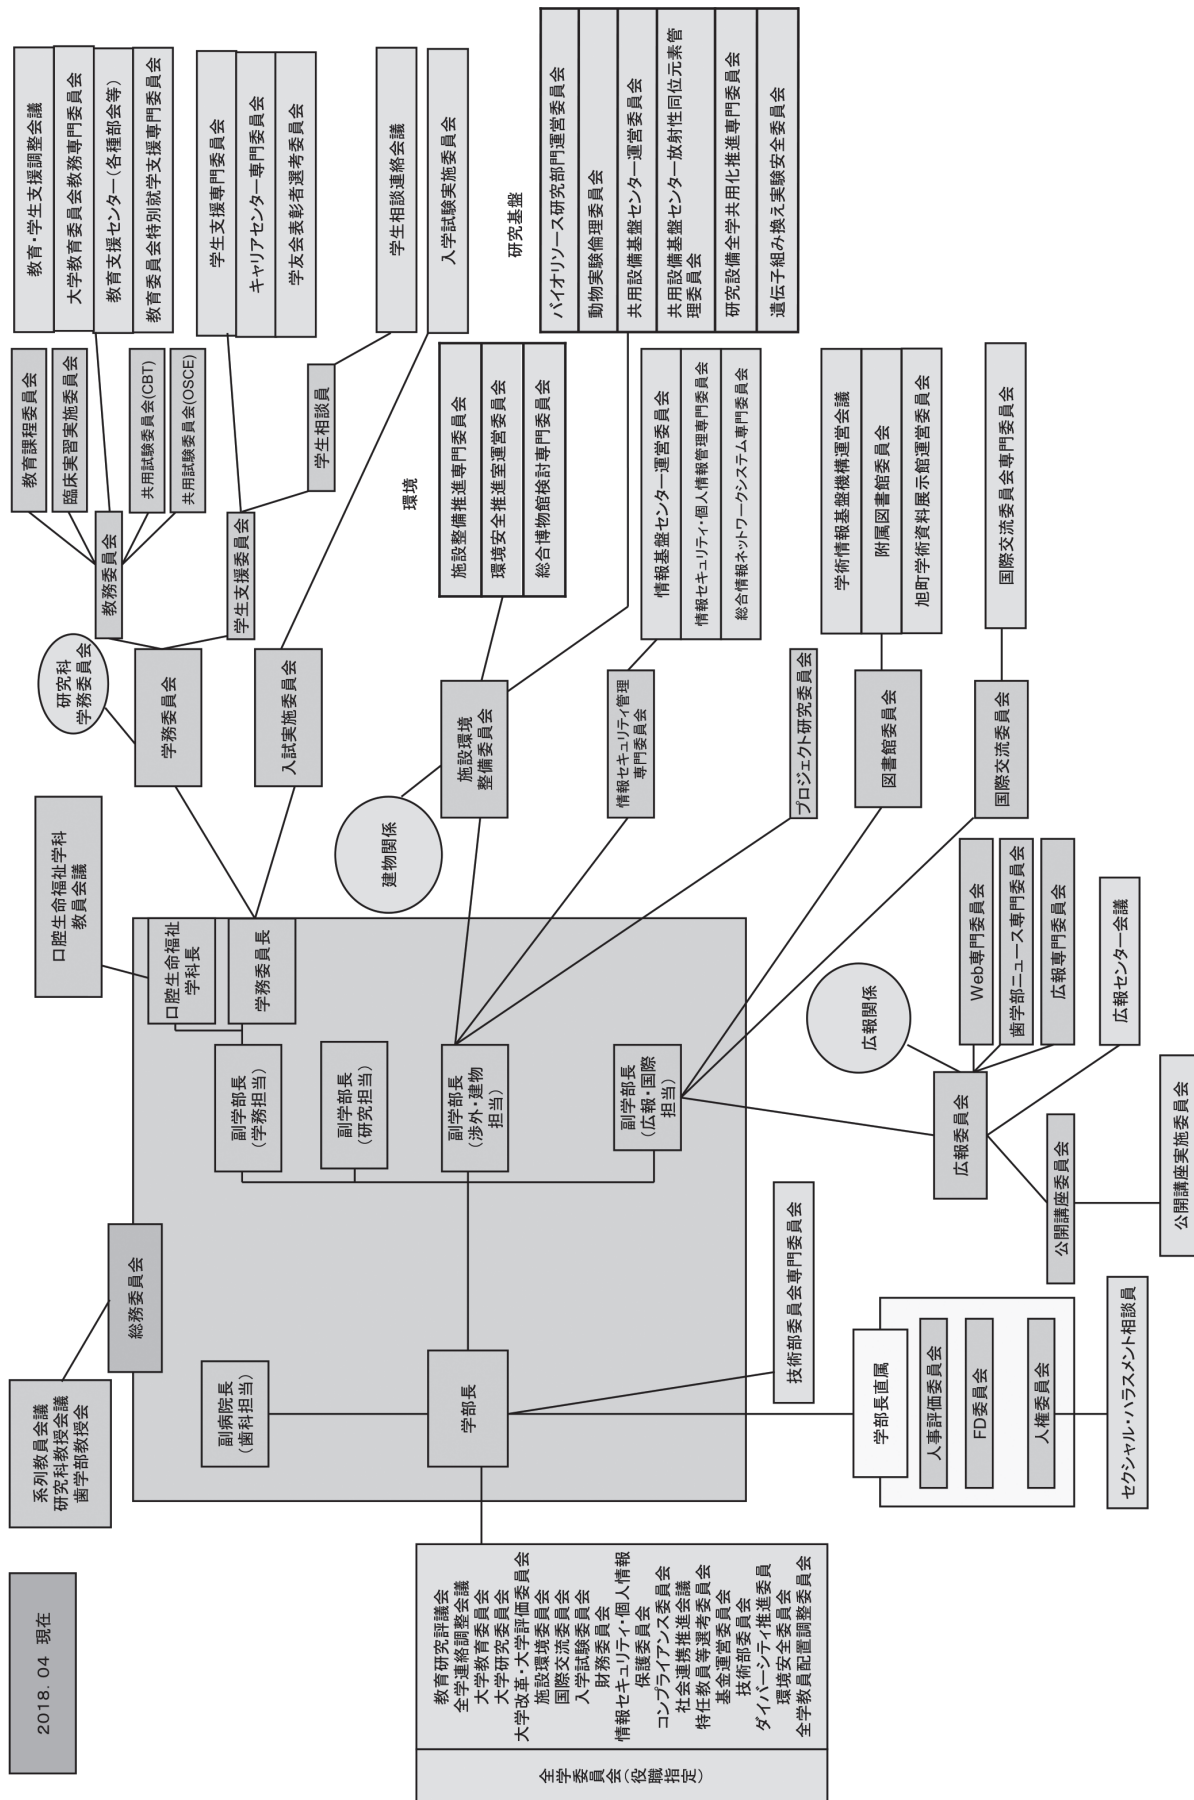 2018. 04 現在
全学委員会(役職指定)
教育研究評議会
全学連絡調整会議
大学教育委員会
大学研究委員会
大学改革・大学評価委員会
施設環境委員会
国際交流委員会
入学試験委員会
財務委員会
情報セキュリティ・個人情報
保護委員会
コンプライアンス委員会
社会連携推進会議
特任教員等選考委員会
基金運営委員会
技術部委員会
ダイバーシティ推進委員
環境安全委員会
全学教員配置調整委員会
系列教員会議
研究科教授会議
歯学部教授会
総務委員会
副病院長
(歯科担当)
学部長
技術部委員会専門委員会
学部長直属
人事評価委員会
FD委員会
人権委員会
セクシャル・ハラスメント相談員
副学部長
(学務担当)
副学部長
(研究担当)
副学部長
(渉外・建物
担当)
副学部長
(広報・国際
担当)
口腔生命福祉
学科長
学務委員長
口腔生命福祉学科
教員会議
広報委員会
公開講座委員会
公開講座実施委員会
広報関係
Web専門委員会
歯学部ニュース専門委員会
広報専門委員会
広報センター会議
研究科
学務委員会
学務委員会
入試実施委員会
建物関係
施設環境
整備委員会
情報セキュリティ管理
専門委員会
プロジェクト研究委員会
図書館委員会
国際交流委員会
教務委員会
学生支援委員会
教育課程委員会
臨床実習実施委員会
共用試験委員会(CBT)
共用試験委員会(OSCE)
学生相談員
教育・学生支援調整会議
大学教育委員会教務専門委員会
教育支援センター(各種部会等)
教育委員会特別就学支援専門委員会
学生支援専門委員会
キャリアセンター専門委員会
学友会表彰者選考委員会
学生相談連絡会議
入学試験実施委員会
環境
施設整備推進専門委員会
環境安全推進室運営委員会
総合博物館検討専門委員会
研究基盤
バイオリソース研究部門運営委員会
動物実験倫理委員会
共用設備基盤センター運営委員会
共用設備基盤センター放射性同位元素管
理委員会
研究設備全学共用化推進専門委員会
遺伝子組み換え実験安全委員会
情報基盤センター運営委員会
情報セキュリティ・個人情報管理専門委員会
総合情報ネットワークシステム専門委員会
学術情報基盤機構運営会議
附属図書館委員会
旭町学術資料展示館運営委員会
国際交流委員会専門委員会